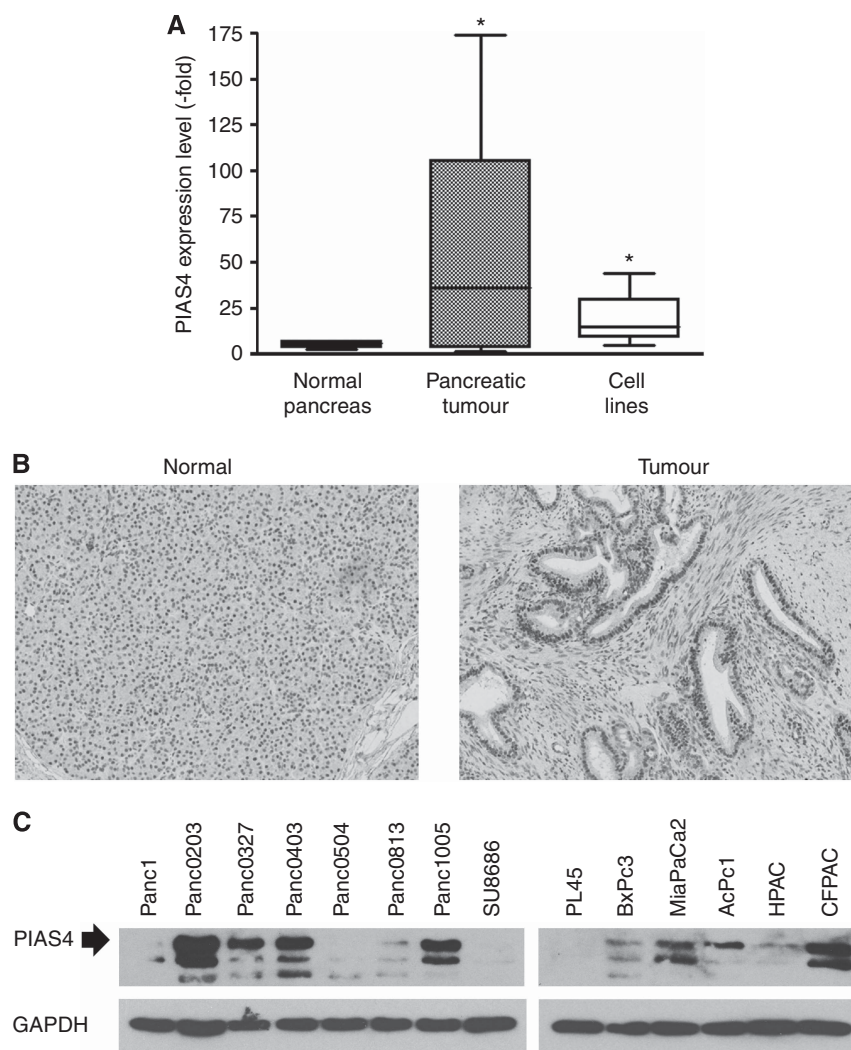 A
175
150
125
100
75
50
25
0
PIAS4 expression level (-fold)
*
*
Normal
pancreas
Pancreatic
tumour
Cell
lines
B
Normal
Tumour
C
Panc1
Panc0203
Panc0327
Panc0403
Panc0504
Panc0813
Panc1005
SU8686
PL45
BxPc3
MiaPaCa2
AcPc1
HPAC
CFPAC
PIAS4
GAPDH